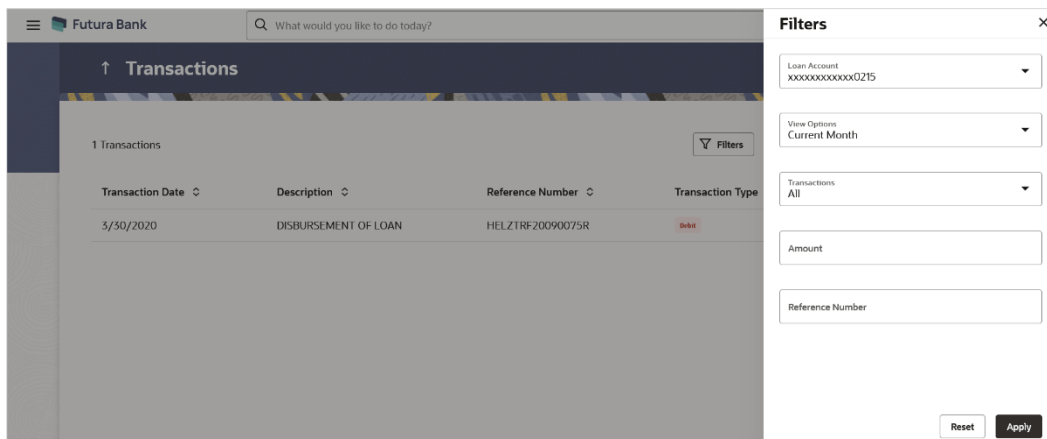 Futura Bank
What would you like to do today?
Filters
Transactions
Loan Account
xxxxxxxxxxxx0215
View Options
Current Month
1 Transactions
Filters
Transactions
All
Transaction Date Description Reference Number Transaction Type
3/30/2020 DISBURSEMENT OF LOAN HELZTRF20090075R Debit
Amount
Reference Number
Reset Apply